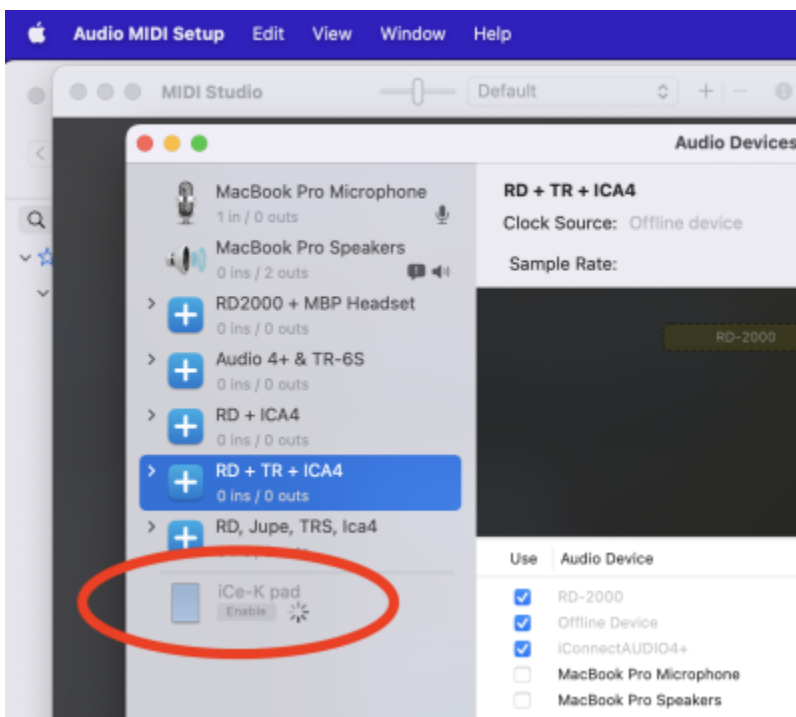 Audio MIDI Setup Edit View Window Help
MIDI Studio Default
Audio Devices
MacBook Pro Microphone
1 in / 0 outs
MacBook Pro Speakers
0 ins / 2 outs
RD2000 + MBP Headset
0 ins / 0 outs
Audio 4+ & TR-6S
0 ins / 0 outs
RD + ICA4
0 ins / 0 outs
RD + TR + ICA4
0 ins / 0 outs
RD, Jupe, TRS, Ica4
iCe-K pad
Enable
RD + TR + ICA4
Clock Source: Offline device
Sample Rate:
RD-2000
Use Audio Device
RD-2000
Offline Device
iConnectAUDIO4+
MacBook Pro Microphone
MacBook Pro Speakers